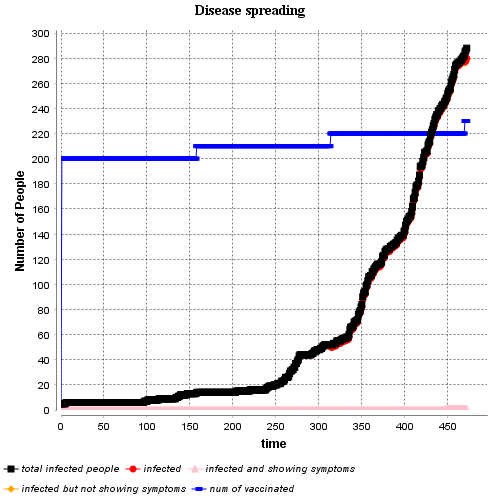 Disease spreading
Number of People
300
280
260
240
220
200
180
160
140
120
100
80
60
40
20
0
0 50 100 150 200 250 300 350 400 450
time
total infected people infected infected and showing symptoms
infected but not showing symptoms num of vaccinated